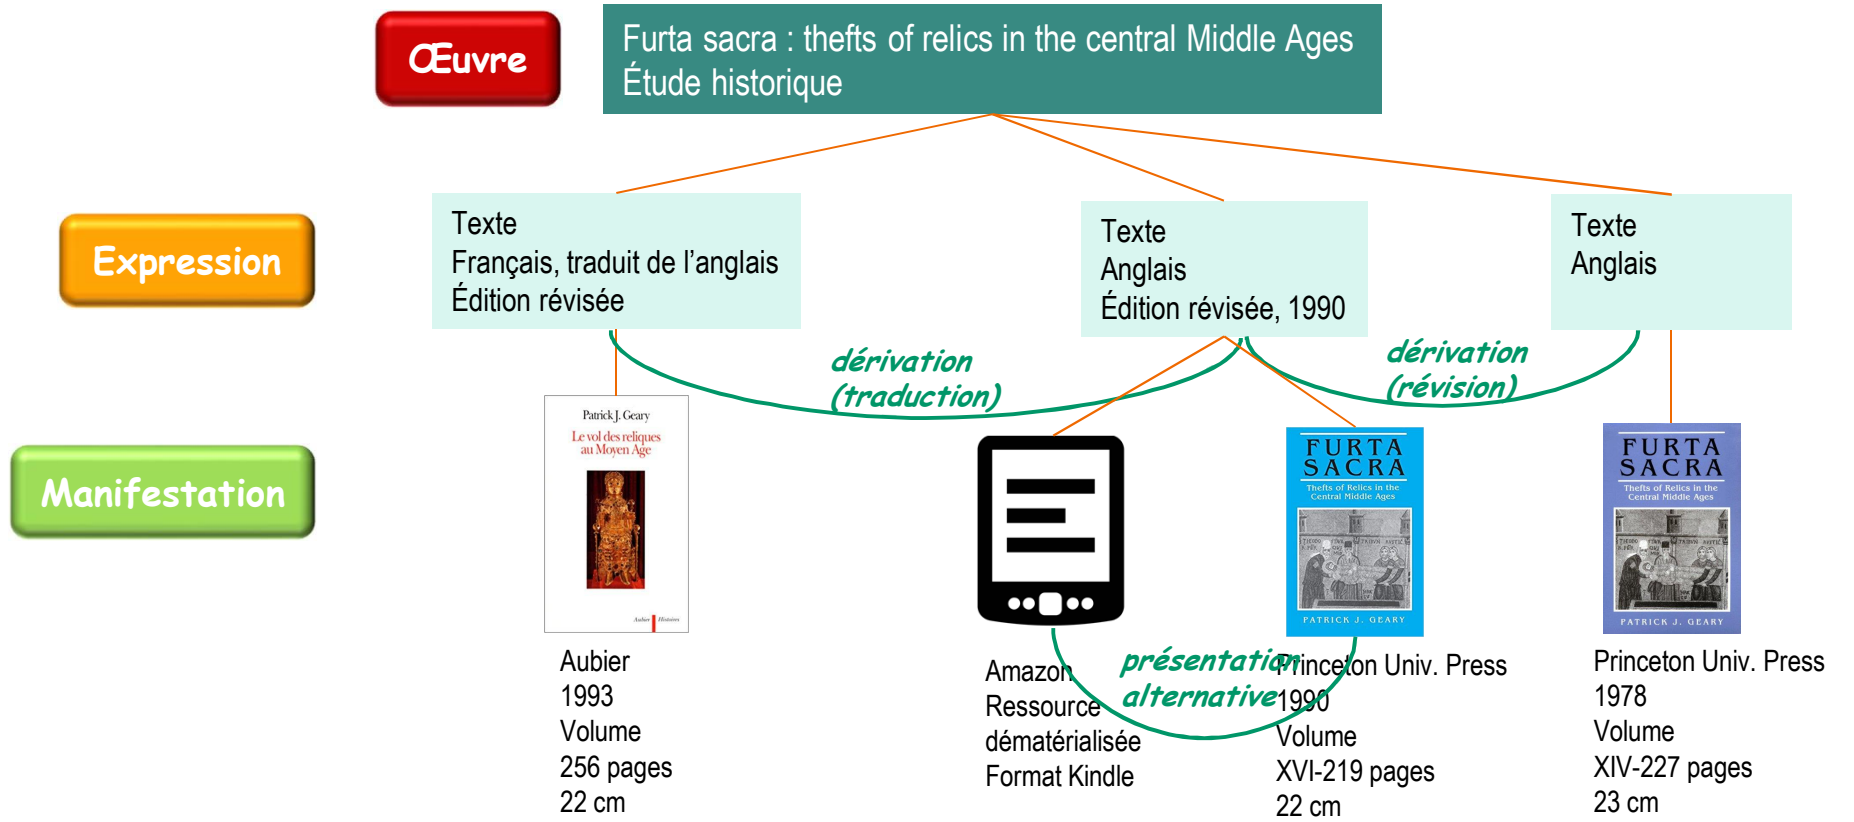 Œuvre
Furta sacra : thefts of relics in the central Middle Ages
Étude historique
Expression
Texte
Français, traduit de l’anglais
Édition révisée
Texte
Anglais
Édition révisée, 1990
Texte
Anglais
dérivation
(traduction)
dérivation
(révision)
Manifestation
Patrick J. Geary
Le vol des reliques
au Moyen Age
Aubier
Histoires
FURTA
SACRA
Thefts of Relics in the
Central Middle Ages
PATRICK J. GEARY
FURTA
SACRA
Thefts of Relics in the
Central Middle Ages
PATRICK J. GEARY
Aubier
1993
Volume
256 pages
22 cm
Amazon
Ressource
dématérialisée
Format Kindle
présentation
alternative
Princeton Univ. Press
1990
Volume
XVI-219 pages
22 cm
Princeton Univ. Press
1978
Volume
XIV-227 pages
23 cm